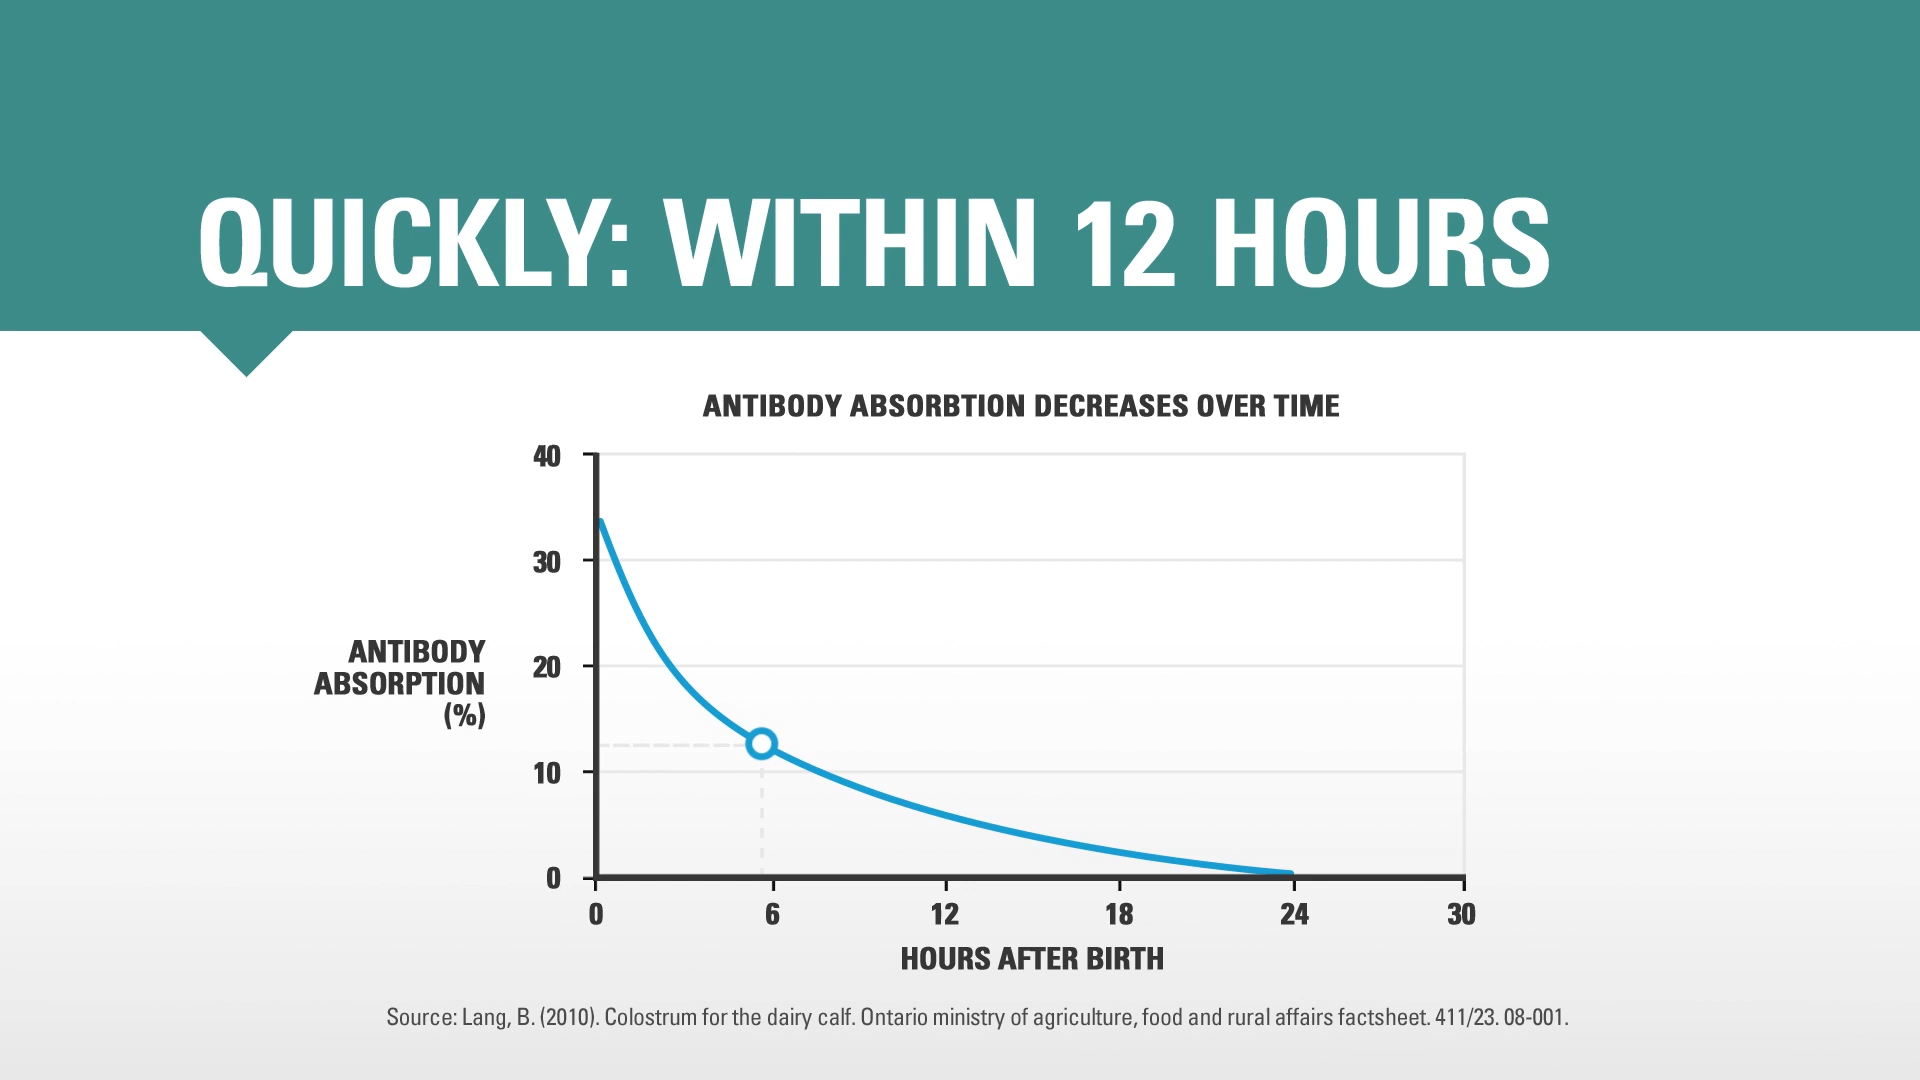 QUICKLY: WITHIN 12 HOURS
ANTIBODY ABSORBTION DECREASES OVER TIME
40
30
20
10
0
ANTIBODY
ABSORPTION
(%)
0 6 12 18 24 30
HOURS AFTER BIRTH
Source: Lang, B. (2010). Colostrum for the dairy calf. Ontario ministry of agriculture, food and rural affairs factsheet. 411/23. 08-001.